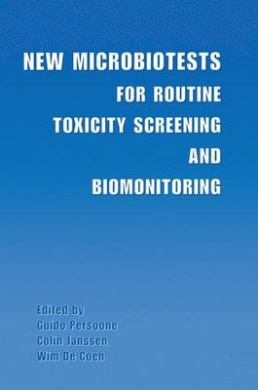 NEW MICROBIOTESTS
FOR ROUTINE
TOXICITY SCREENING
AND
BIOMONITORING
Edited by
Guido Persoone
Colin Janssen
Wim De Coen